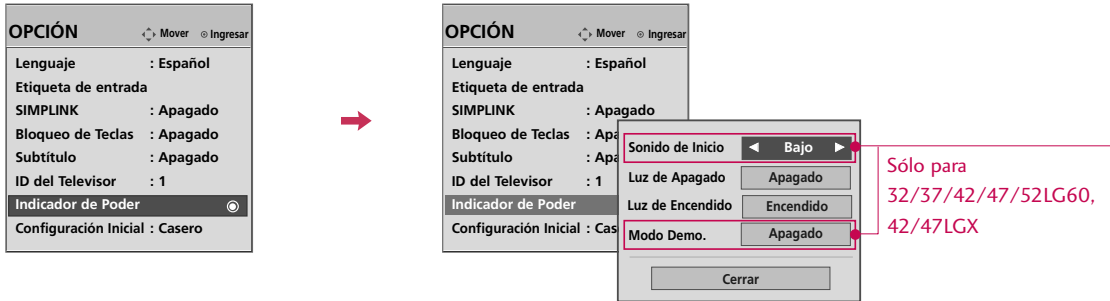 OPCIÓN Mover Ingresar
Lenguaje : Español
Etiqueta de entrada
SIMPLINK : Apagado
Bloqueo de Teclas : Apagado
Subtítulo : Apagado
ID del Televisor : 1
Indicador de Poder
Configuración Inicial : Casero
OPCIÓN Mover Ingresar
Lenguaje : Español
Etiqueta de entrada
SIMPLINK : Apagado
Bloqueo de Teclas : Apa
Subtítulo : Apa
ID del Televisor : 1
Indicador de Poder
Configuración Inicial : Cas
Sonido de Inicio ◀ Bajo ▶
Luz de Apagado Apagado
Luz de Encendido Encendido
Modo Demo. Apagado
Cerrar
Sólo para
32/37/42/47/52LG60,
42/47LGX